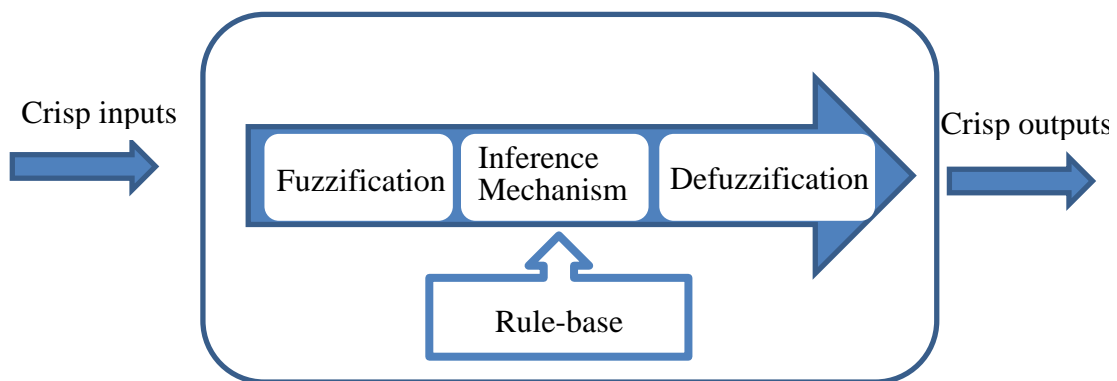 Crisp inputs
Fuzzification
Inference
Mechanism
Defuzzification
Rule-base
Crisp outputs